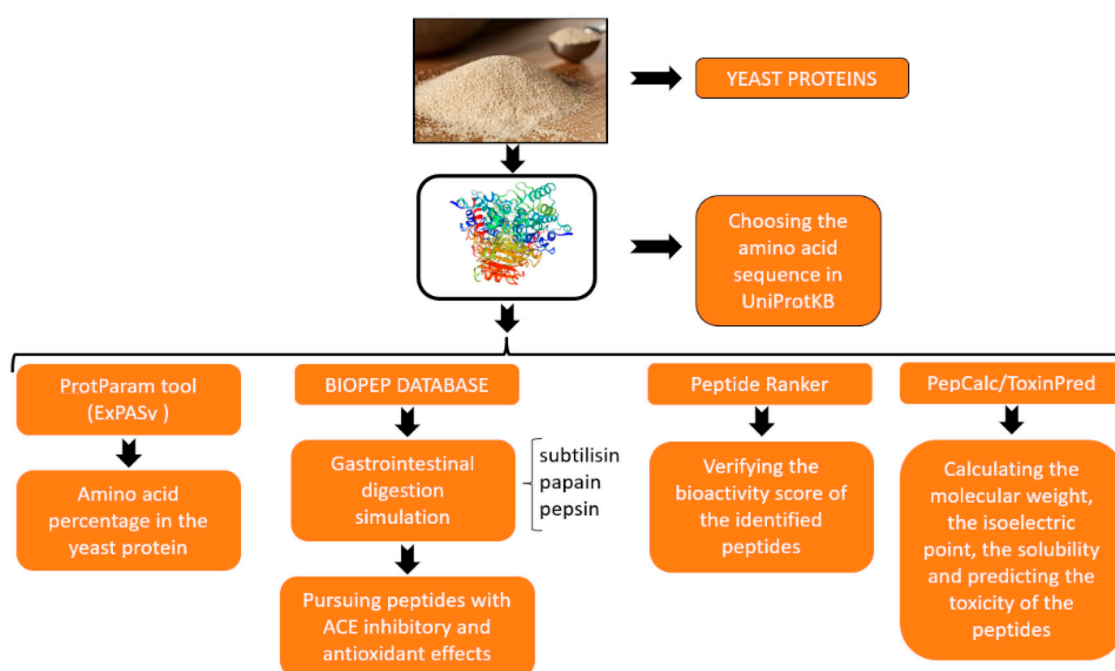 YEAST PROTEINS
Choosing the
amino acid
sequence in
UniProtKB
ProtParam tool
(ExPASv )
Amino acid
percentage in the
yeast protein
BIOPEP DATABASE
Gastrointestinal
digestion
simulation
subtilisin
papain
pepsin
Pursuing peptides with
ACE inhibitory and
antioxidant effects
Peptide Ranker
Verifying the
bioactivity score of
the identified
peptides
PepCalc/ToxinPred
Calculating the
molecular weight,
the isoelectric
point, the solubility
and predicting the
toxicity of the
peptides